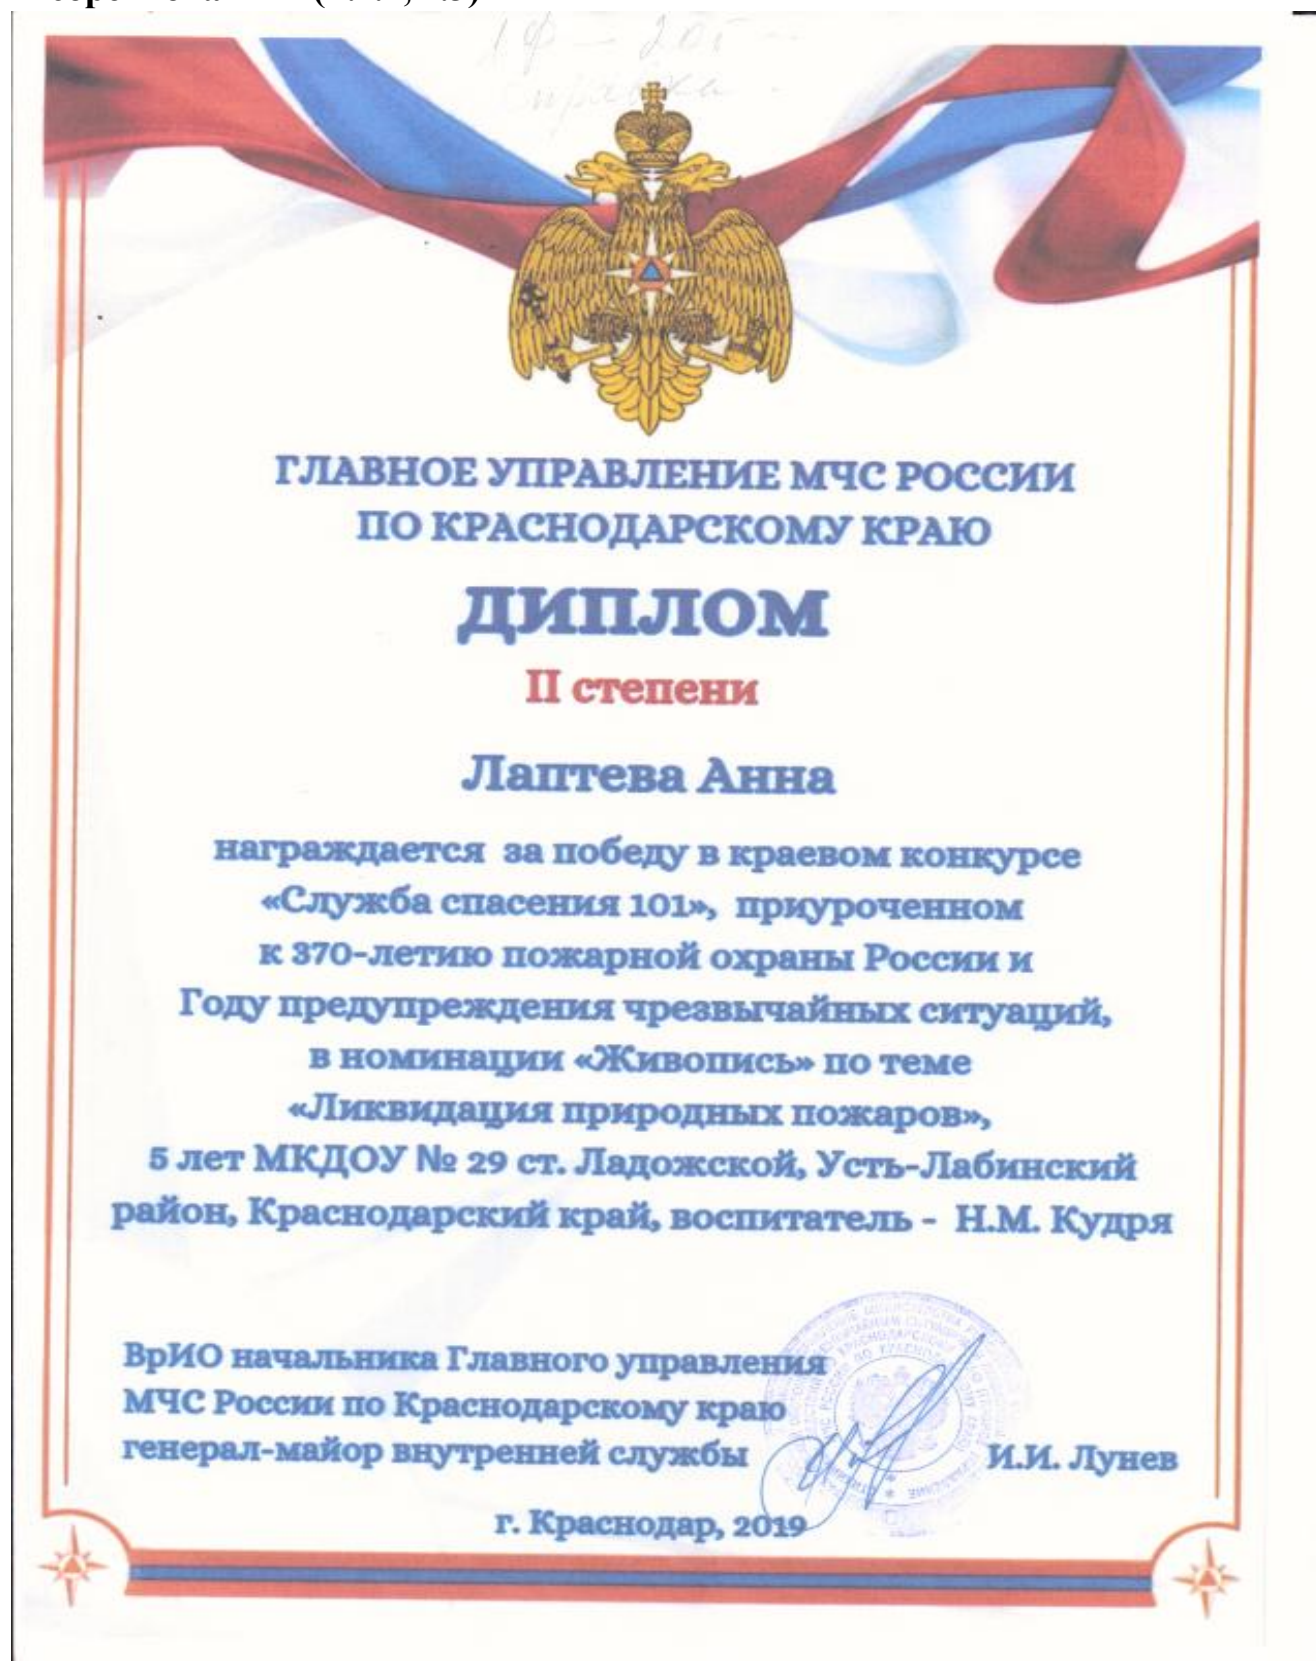 ГЛАВНОЕ УПРАВЛЕНИЕ МЧС РОССИИ
ПО КРАСНОДАРСКОМУ КРАЮ
ДИПЛОМ
II степени
Лаптева Анна
награждается за победу в краевом конкурсе
«Служба спасения 101», приуроченном
к 370-летию пожарной охраны России и
Году предупреждения чрезвычайных ситуаций,
в номинации «Живопись» по теме
«Ликвидация природных пожаров»,
5 лет МКДОУ № 29 ст. Ладожской, Усть-Лабинский
район, Краснодарский край, воспитатель - Н.М. Кудря
ВрИО начальника Главного управления
МЧС России по Краснодарскому краю
генерал-майор внутренней службы И.И. Лунев
г. Краснодар, 2019